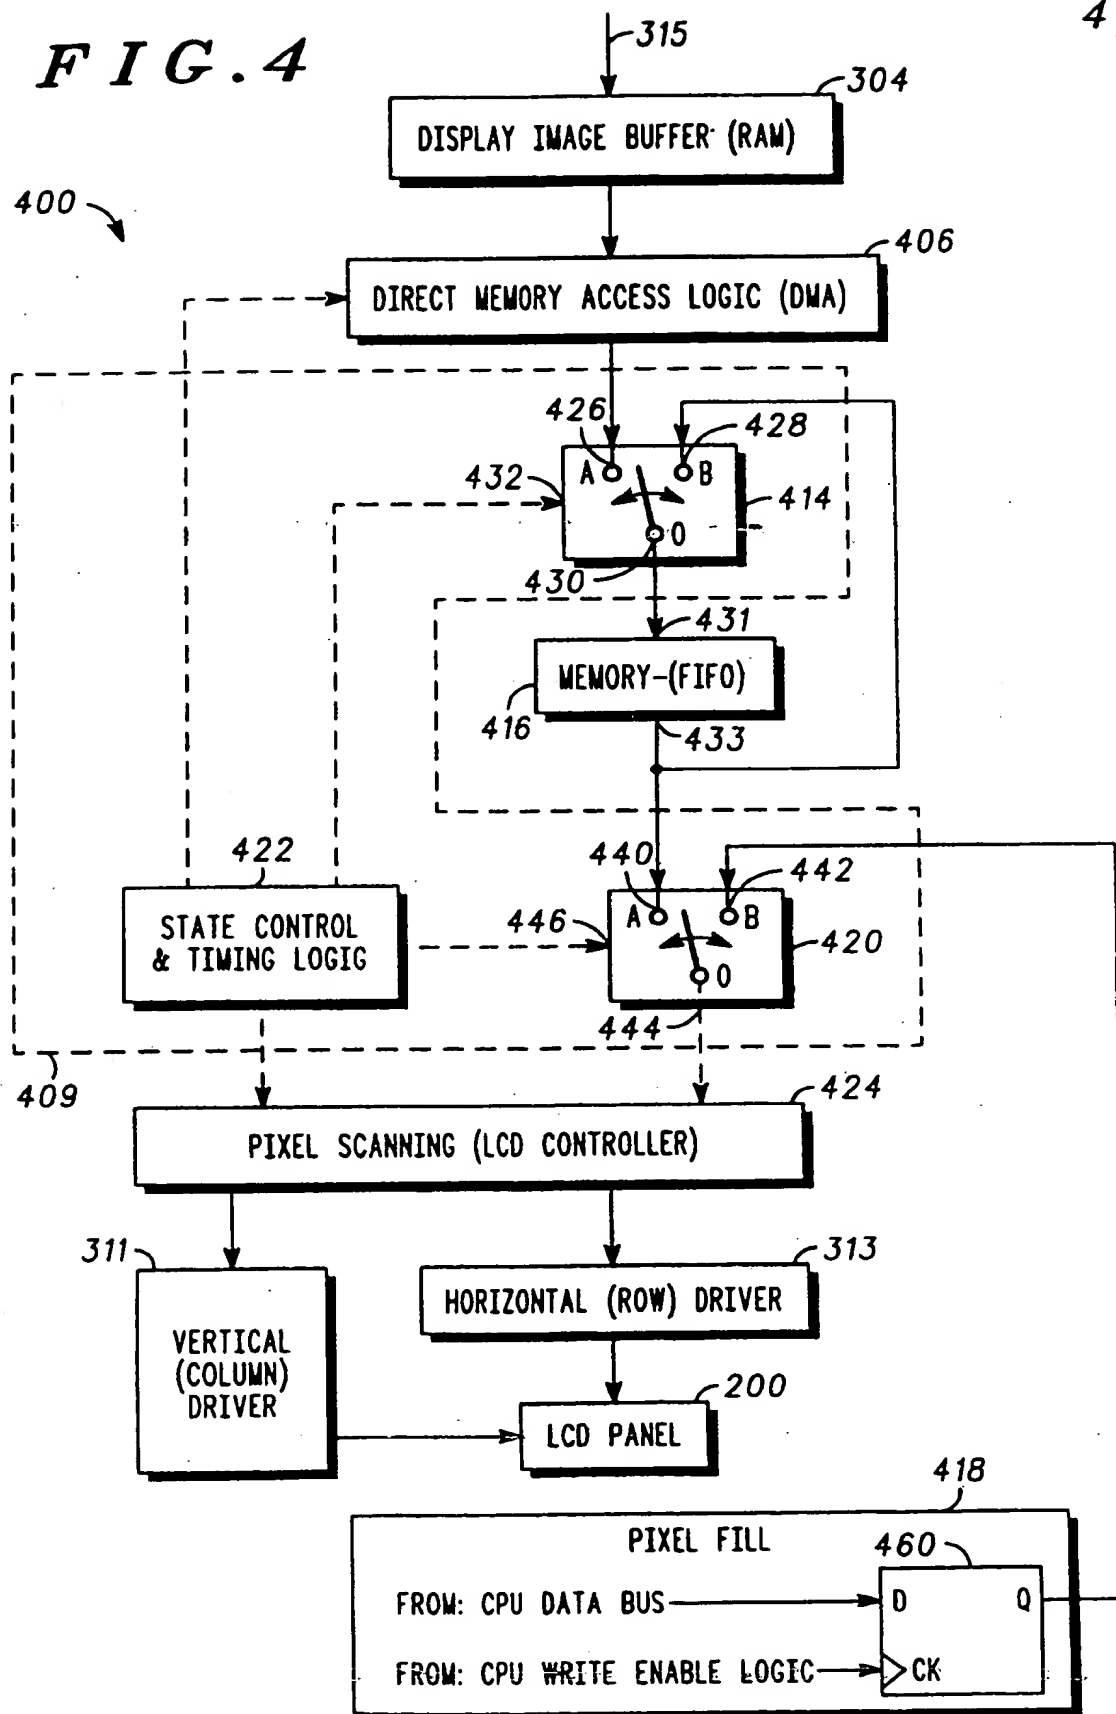 4
FIG.4
315
304
DISPLAY IMAGE BUFFER (RAM)
400
406
DIRECT MEMORY ACCESS LOGIC (DMA)
426
428
A
B
432
414
O
430
431
MEMORY-(FIFO)
416
433
422
440
442
STATE CONTROL
& TIMING LOGIG
A
B
446
420
O
444
409
424
PIXEL SCANNING (LCD CONTROLLER)
311
313
HORIZONTAL (ROW) DRIVER
VERTICAL
(COLUMN)
DRIVER
200
LCD PANEL
418
PIXEL FILL
460
FROM: CPU DATA BUS
D
Q
FROM: CPU WRITE ENABLE LOGIC
CK